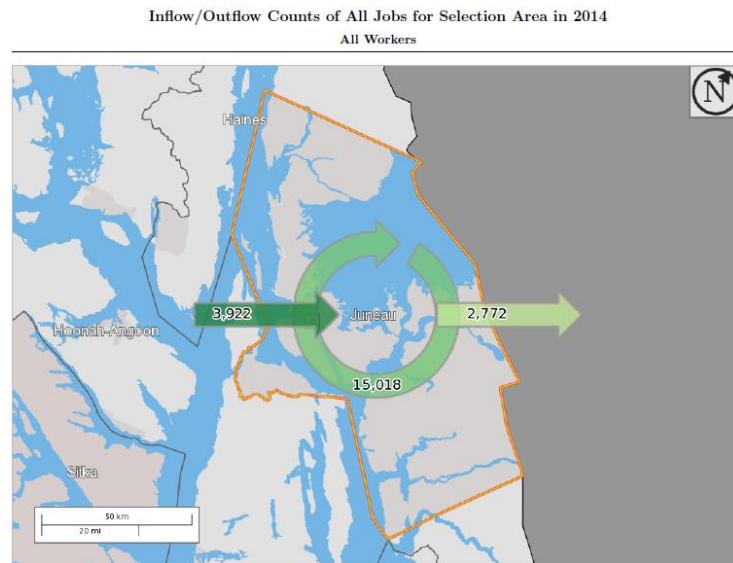 Inflow/Outflow Counts of All Jobs for Selection Area in 2014
All Workers
N
Haines
3,922
Juneau
2,772
Hoonah-Angoon
15,018
Sitka
50 km
20 mi